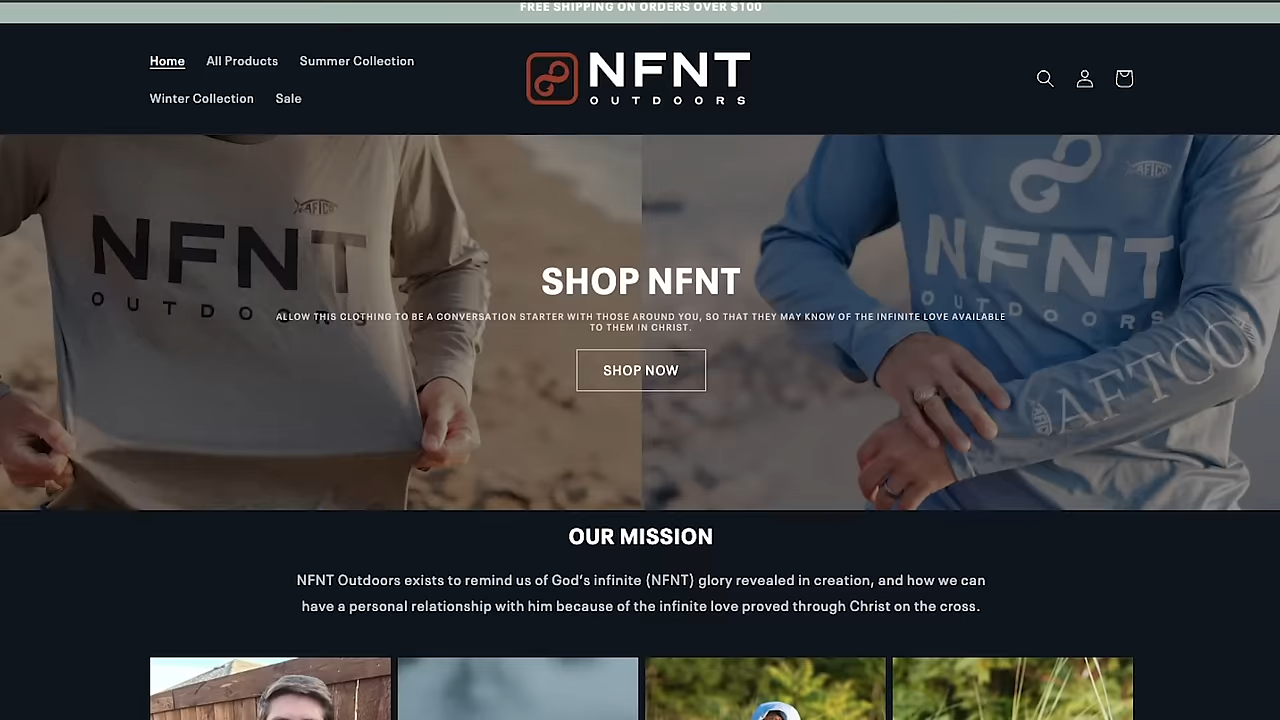 FREE SHIPPING ON ORDERS OVER $100
Home All Products Summer Collection
Winter Collection Sale
NFNT
OUTDOORS
AFTCO
NFNT
OUTDOORS
AFTCO
NFNT
OUTDOORS
AFTCO
SHOP NFNT
ALLOW THIS CLOTHING TO BE A CONVERSATION STARTER WITH THOSE AROUND YOU, SO THAT THEY MAY KNOW OF THE INFINITE LOVE AVAILABLE
TO THEM IN CHRIST.
SHOP NOW
OUR MISSION
NFNT Outdoors exists to remind us of God's infinite (NFNT) glory revealed in creation, and how we can
have a personal relationship with him because of the infinite love proved through Christ on the cross.